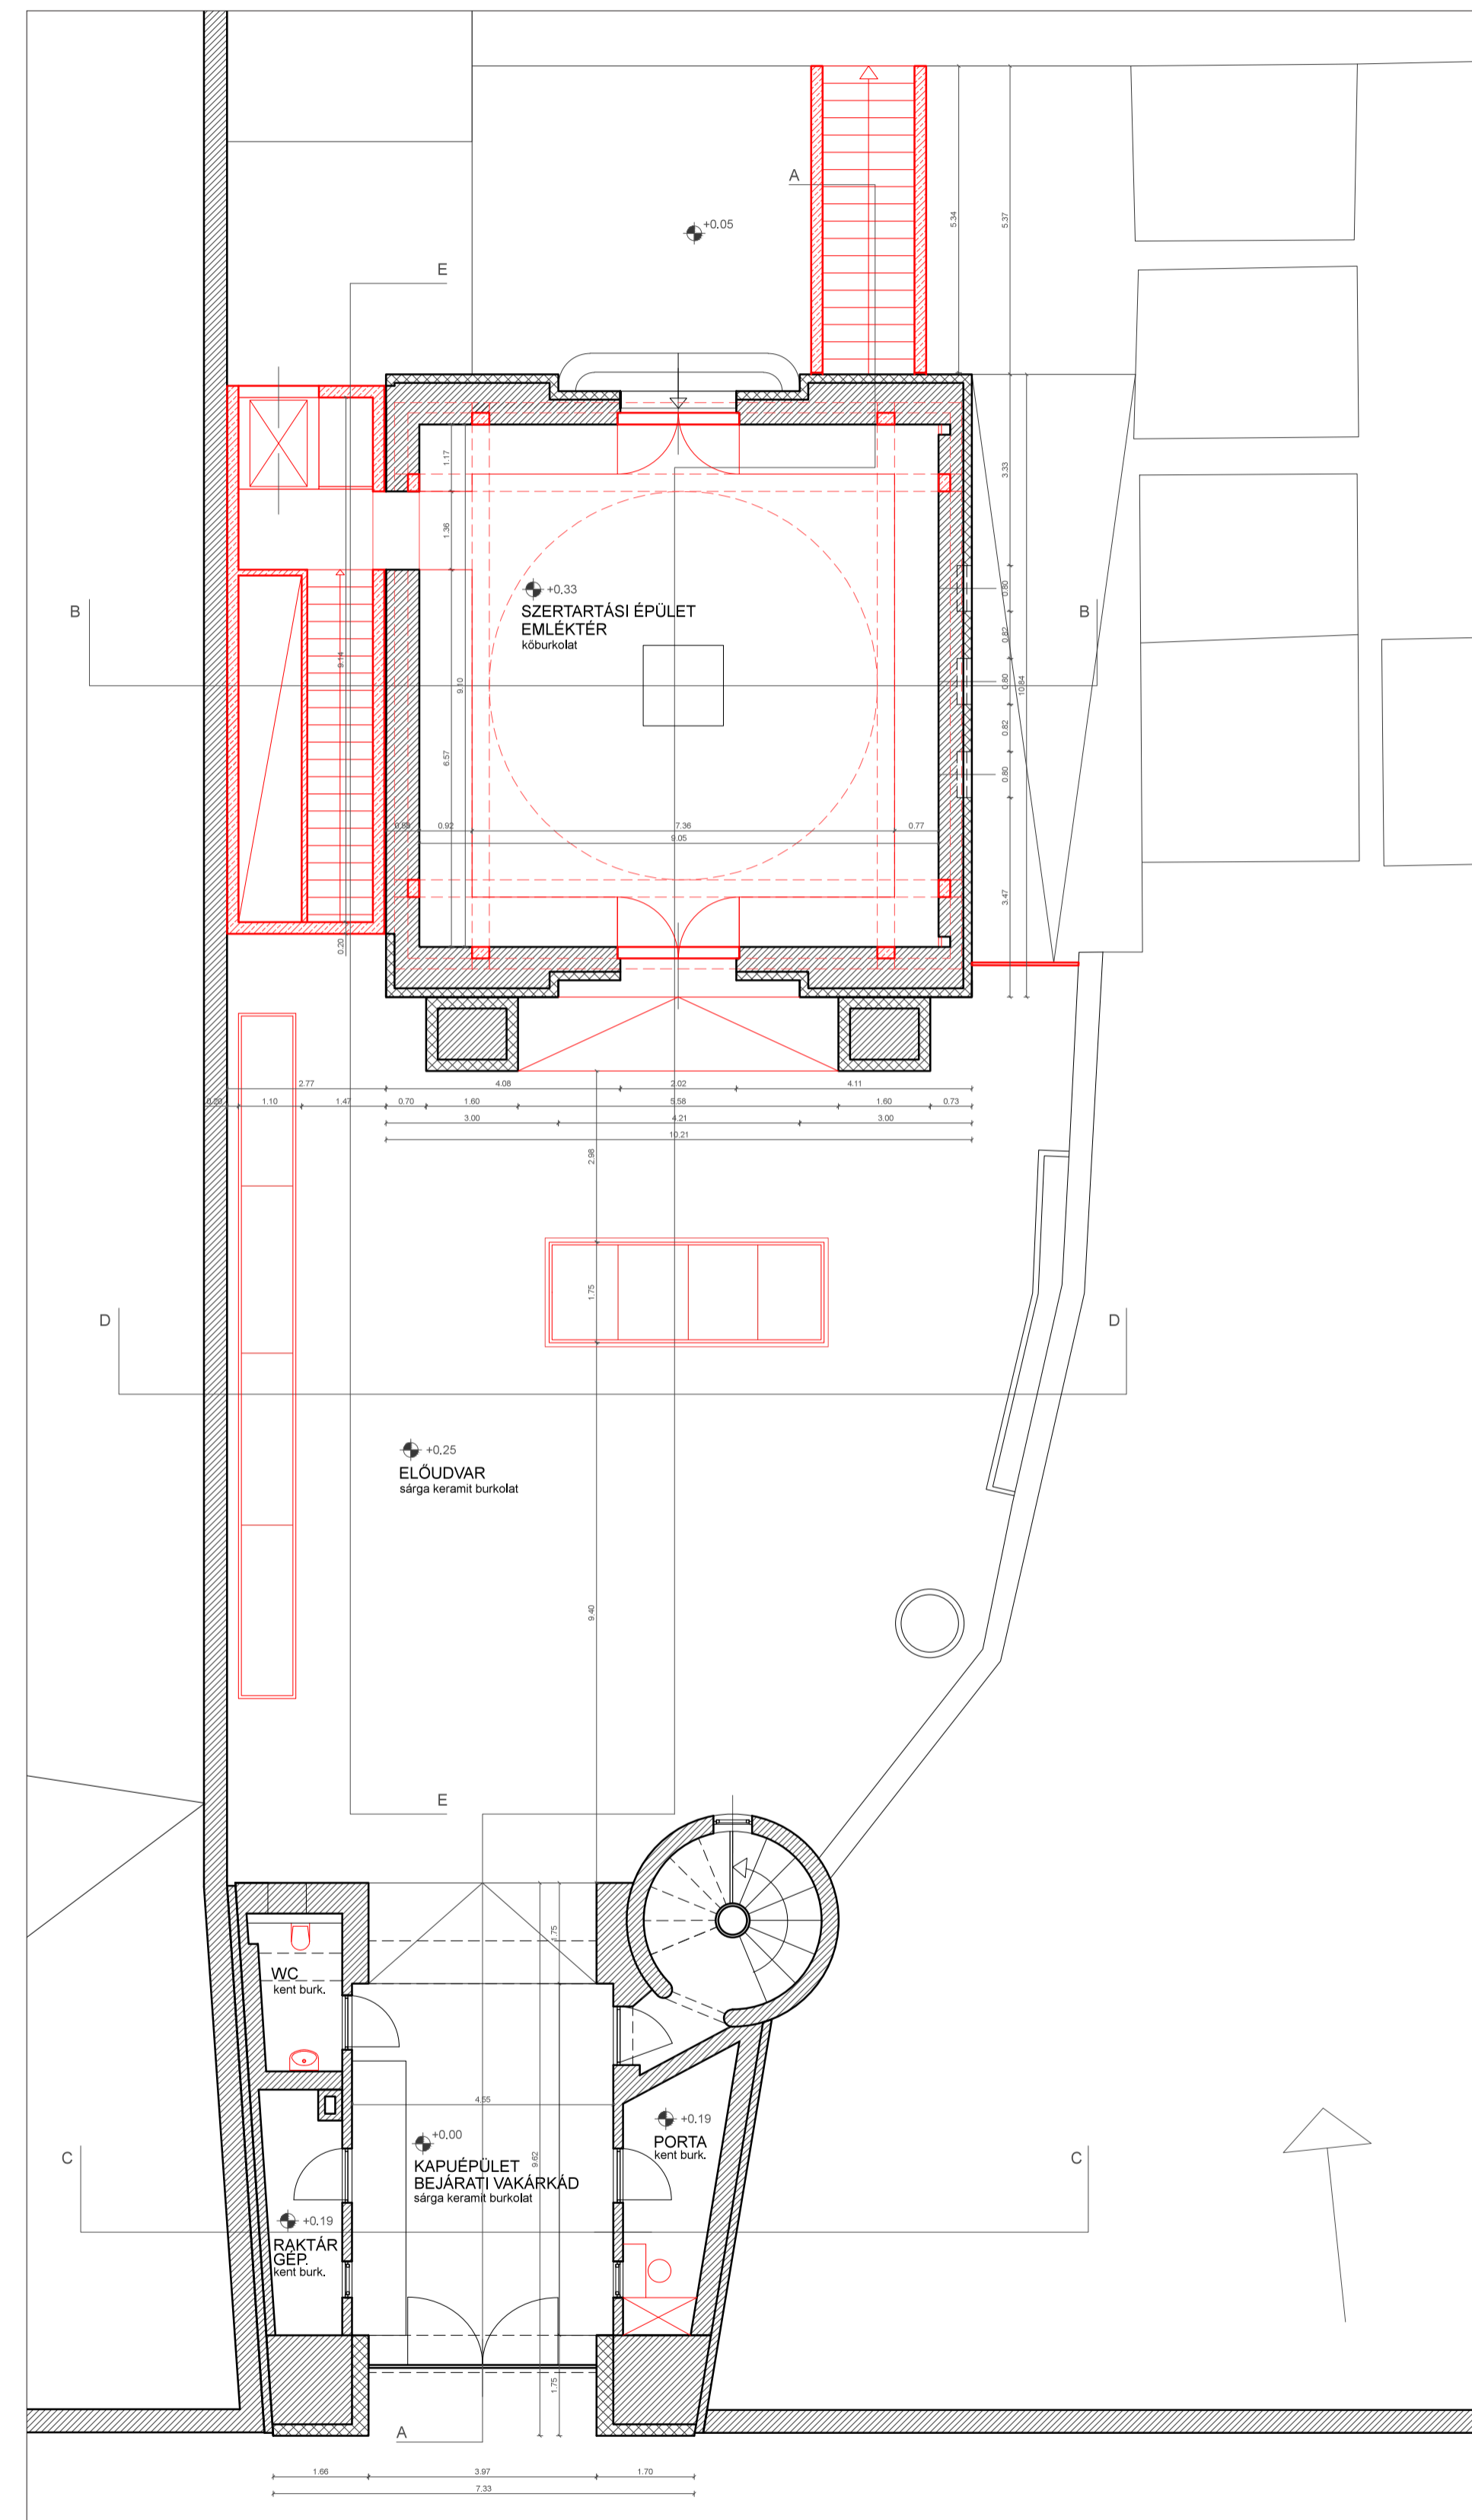 A
+0.05
5.34
5.37
E
1.17
1.36
3.33
+0.33
SZERTARTÁSI ÉPÜLET
EMLÉKTÉR
kőburkolat
B
B
0.80
0.82
0.80
10.84
0.82
0.80
9.14
9.10
6.57
0.92
7.36
0.77
9.05
3.47
0.20
2.77
4.08
2.02
4.11
1.10
1.47
0.70
1.60
5.58
1.60
0.73
3.00
4.21
3.00
10.21
2.98
1.75
D
D
+0.25
ELŐUDVAR
sárga keramit burkolat
9.40
E
1.75
WC
kent burk.
4.55
+0.19
PORTA
kent burk.
+0.00
KAPUÉPÜLET
BEJÁRATI VAKÁRKÁD
sárga keramit burkolat
9.62
C
C
+0.19
RAKTÁR
GÉP.
kent burk.
1.75
A
1.66
3.97
1.70
7.33